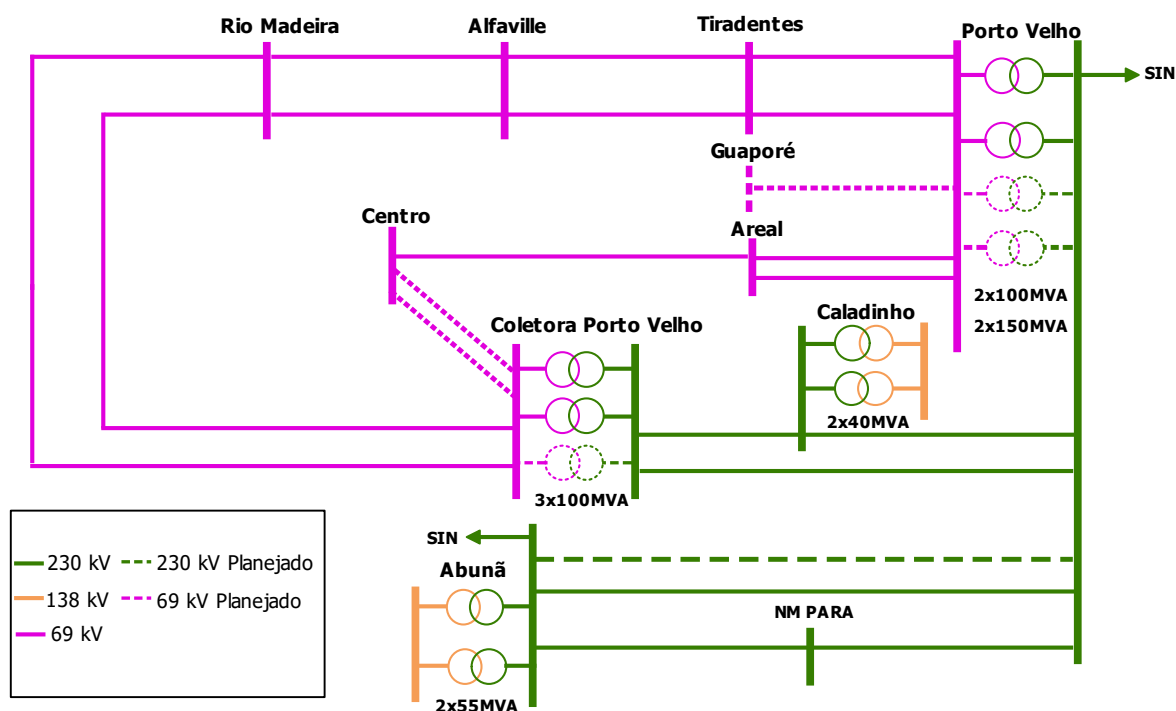 Rio Madeira
Alfaville
Tiradentes
Porto Velho
SIN
Guaporé
Centro
Areal
2x100MVA
2x150MVA
Caladinho
Coletora Porto Velho
2x40MVA
3x100MVA
SIN
Abunã
NM PARA
2x55MVA
230 kV
230 kV Planejado
138 kV
69 kV Planejado
69 kV